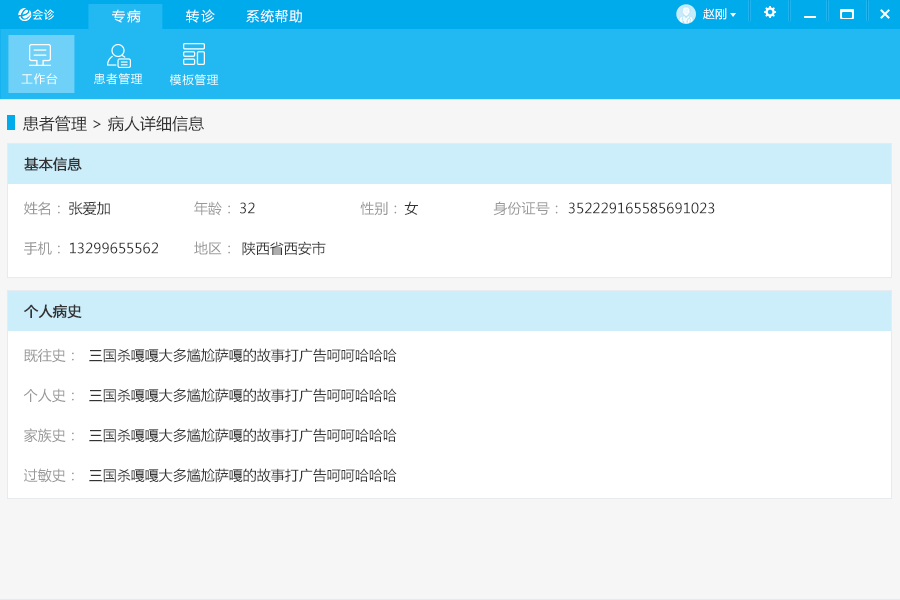 e会诊 专病 转诊 系统帮助 赵刚
工作台 患者管理 模板管理
患者管理 > 病人详细信息
基本信息
姓名： 张爱加 年龄： 32 性别： 女 身份证号： 352229165585691023
手机： 13299655562 地区： 陕西省西安市
个人病史
既往史： 三国杀嘎嘎大多尴尬萨嘎的故事打广告呵呵哈哈哈
个人史： 三国杀嘎嘎大多尴尬萨嘎的故事打广告呵呵哈哈哈
家族史： 三国杀嘎嘎大多尴尬萨嘎的故事打广告呵呵哈哈哈
过敏史： 三国杀嘎嘎大多尴尬萨嘎的故事打广告呵呵哈哈哈